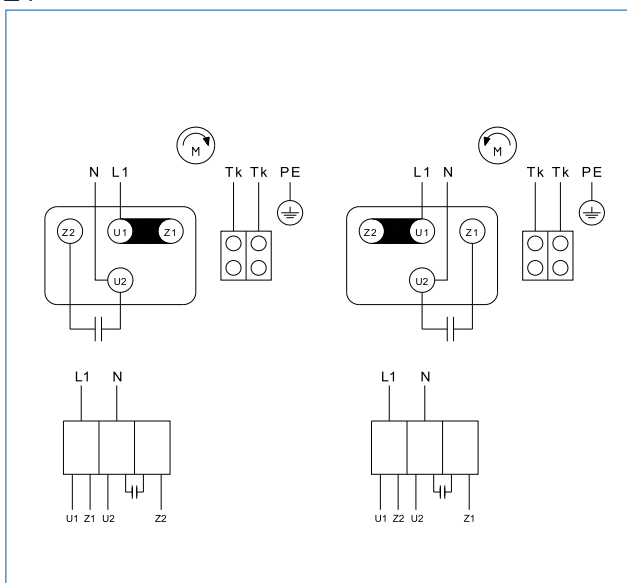 M M
N L1 Tk Tk PE L1 N Tk Tk PE
Z2 U1 Z1 Z2 U1 Z1
U2 U2
L1 N L1 N
U1 Z1 U2 Z2 U1 Z2 U2 Z1